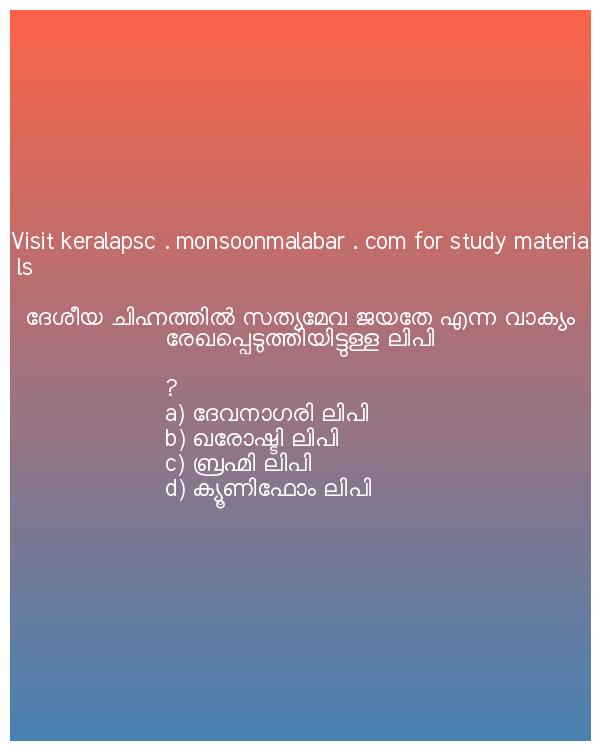 Visit keralapsc . monsoonmalabar . com for study materia
ls
ദേശീയ ചിഹ്നത്തിൽ സത്യമേവ ജയതേ എന്ന വാക്യം
രേഖപ്പെടുത്തിയിട്ടുള്ള ലിപി
?
a) ദേവനാഗരി ലിപി
b) ഖരോഷ്ടി ലിപി
c) ബ്രഹ്മി ലിപി
d) ക്യൂണിഫോം ലിപി